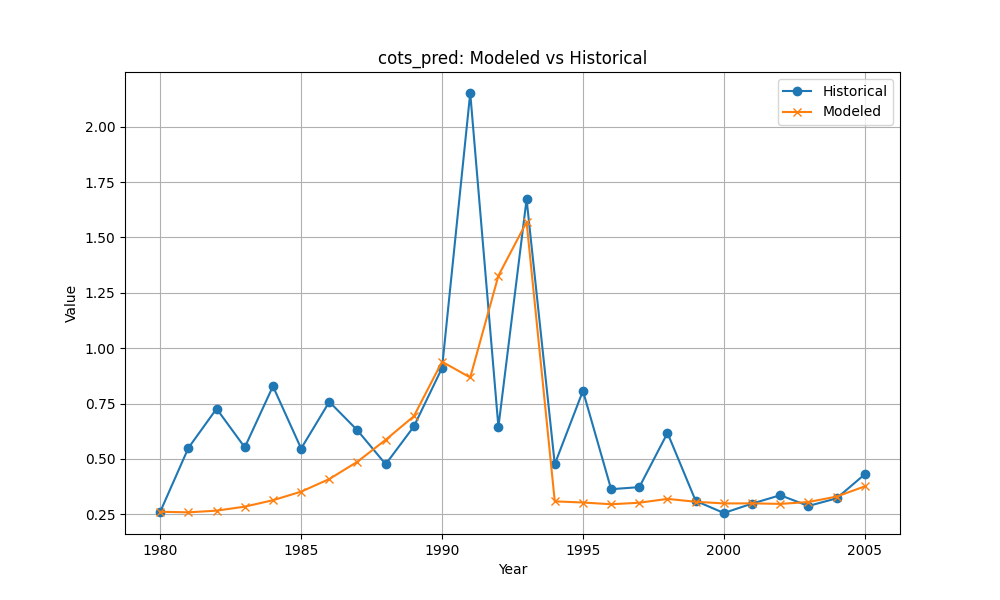 cots_pred: Modeled vs Historical
Historical
Modeled
Value
2.00
1.75
1.50
1.25
1.00
0.75
0.50
0.25
1980 1985 1990 1995 2000 2005
Year